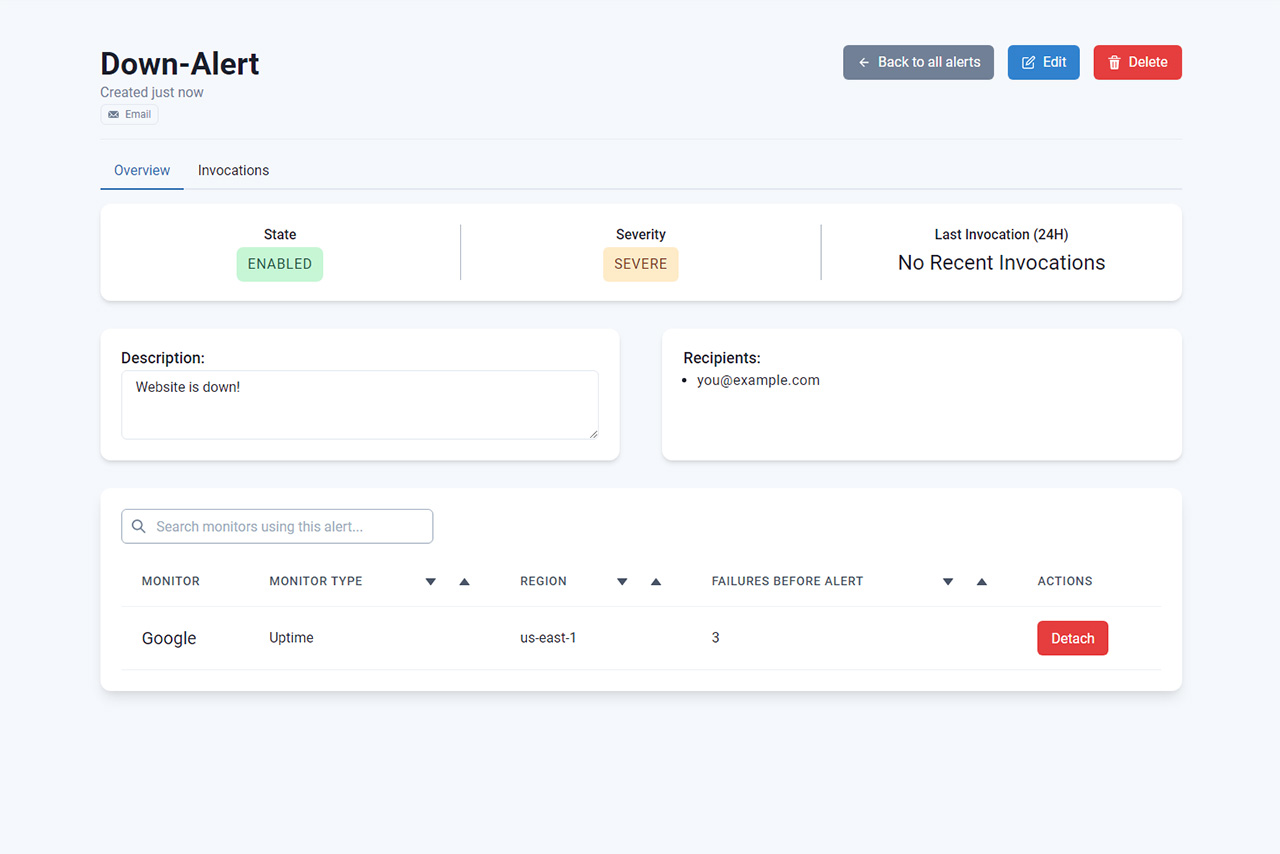 Down-Alert
Created just now
Email
Back to all alerts
Edit
Delete
Overview
Invocations
State
ENABLED
Severity
SEVERE
Last Invocation (24H)
No Recent Invocations
Description:
Website is down!
Recipients:
you@example.com
Search monitors using this alert...
MONITOR MONITOR TYPE REGION FAILURES BEFORE ALERT ACTIONS
Google Uptime us-east-1 3 Detach